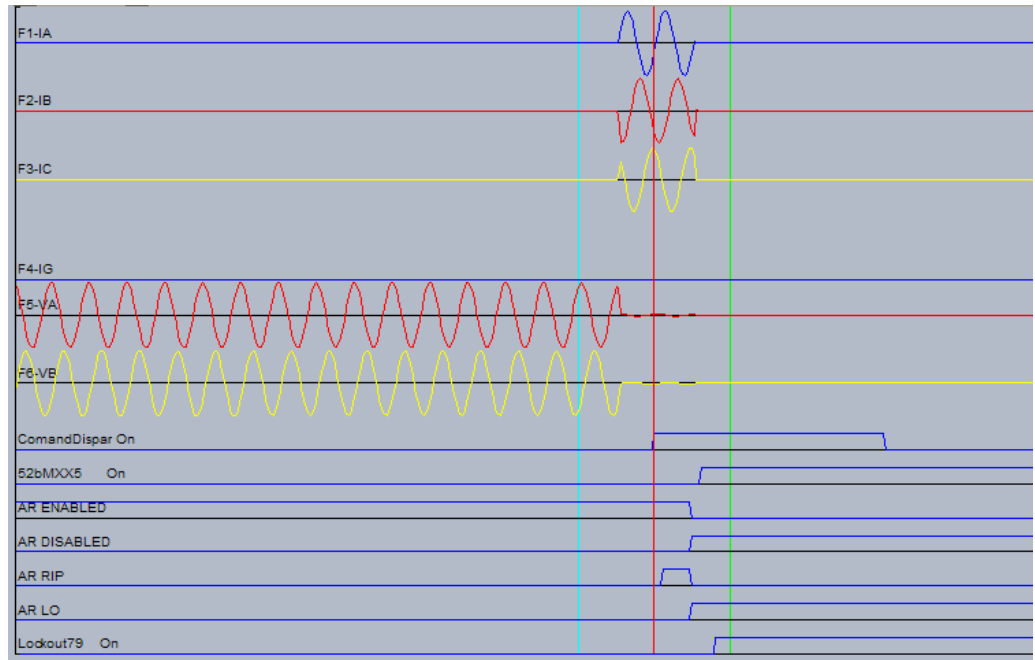 F1-IA
F2-IB
F3-IC
F4-IG
F5-VA
F6-VB
ComandDispar On
52bMXX5 On
AR ENABLED
AR DISABLED
AR RIP
AR LO
Lockout79 On